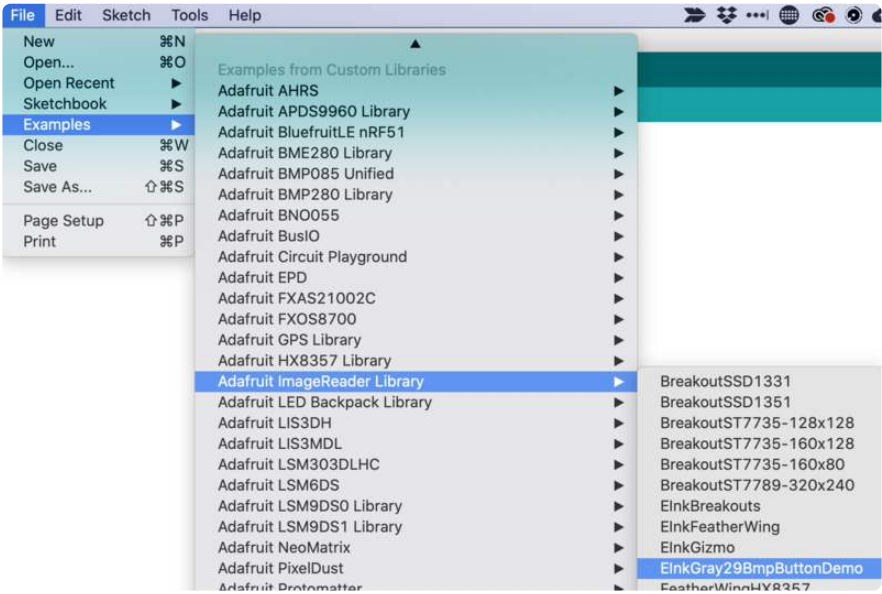 File Edit Sketch Tools Help
New ⌘N
Open... ⌘O
Open Recent ▶
Sketchbook ▶
Examples ▶
Close ⌘W
Save ⌘S
Save As... ⇧⌘S
Page Setup ⇧⌘P
Print ⌘P
Examples from Custom Libraries
Adafruit AHRS
Adafruit APDS9960 Library
Adafruit BluefruitLE nRF51
Adafruit BME280 Library
Adafruit BMP085 Unified
Adafruit BMP280 Library
Adafruit BNO055
Adafruit BusIO
Adafruit Circuit Playground
Adafruit EPD
Adafruit FXAS21002C
Adafruit FXOS8700
Adafruit GPS Library
Adafruit HX8357 Library
Adafruit ImageReader Library
Adafruit LED Backpack Library
Adafruit LIS3DH
Adafruit LIS3MDL
Adafruit LSM303DLHC
Adafruit LSM6DS
Adafruit LSM9DS0 Library
Adafruit LSM9DS1 Library
Adafruit NeoMatrix
Adafruit PixelDust
Adafruit Protomatter
BreakoutSSD1331
BreakoutSSD1351
BreakoutST7735-128x128
BreakoutST7735-160x128
BreakoutST7735-160x80
BreakoutST7789-320x240
EInkBreakouts
EInkFeatherWing
EInkGizmo
EInkGray29BmpButtonDemo
FeatherWingHX8357